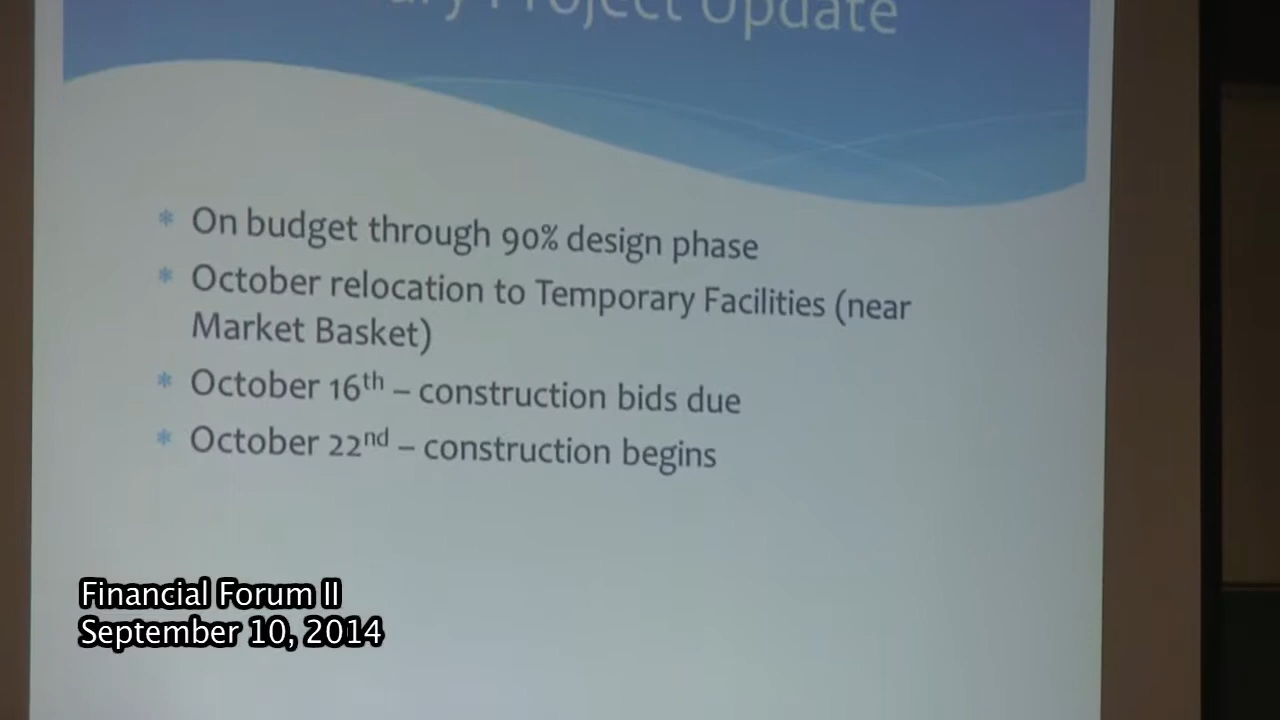 Project Update
* On budget through 90% design phase
* October relocation to Temporary Facilities (near
Market Basket)
* October 16th – construction bids due
* October 22nd – construction begins
Financial Forum II
September 10, 2014